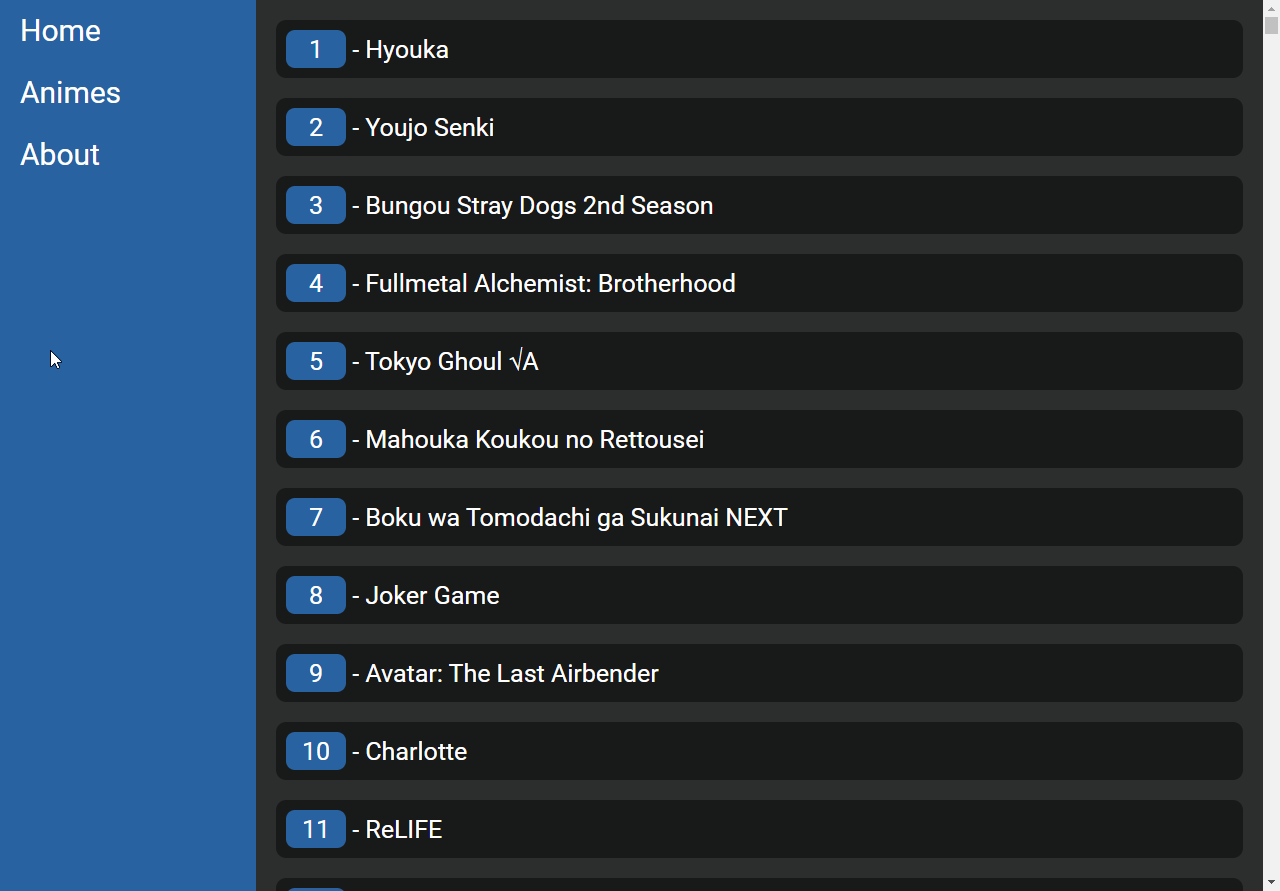 Home
Animes
About
1 - Hyouka
2 - Youjo Senki
3 - Bungou Stray Dogs 2nd Season
4 - Fullmetal Alchemist: Brotherhood
5 - Tokyo Ghoul √A
6 - Mahouka Koukou no Rettousei
7 - Boku wa Tomodachi ga Sukunai NEXT
8 - Joker Game
9 - Avatar: The Last Airbender
10 - Charlotte
11 - ReLIFE